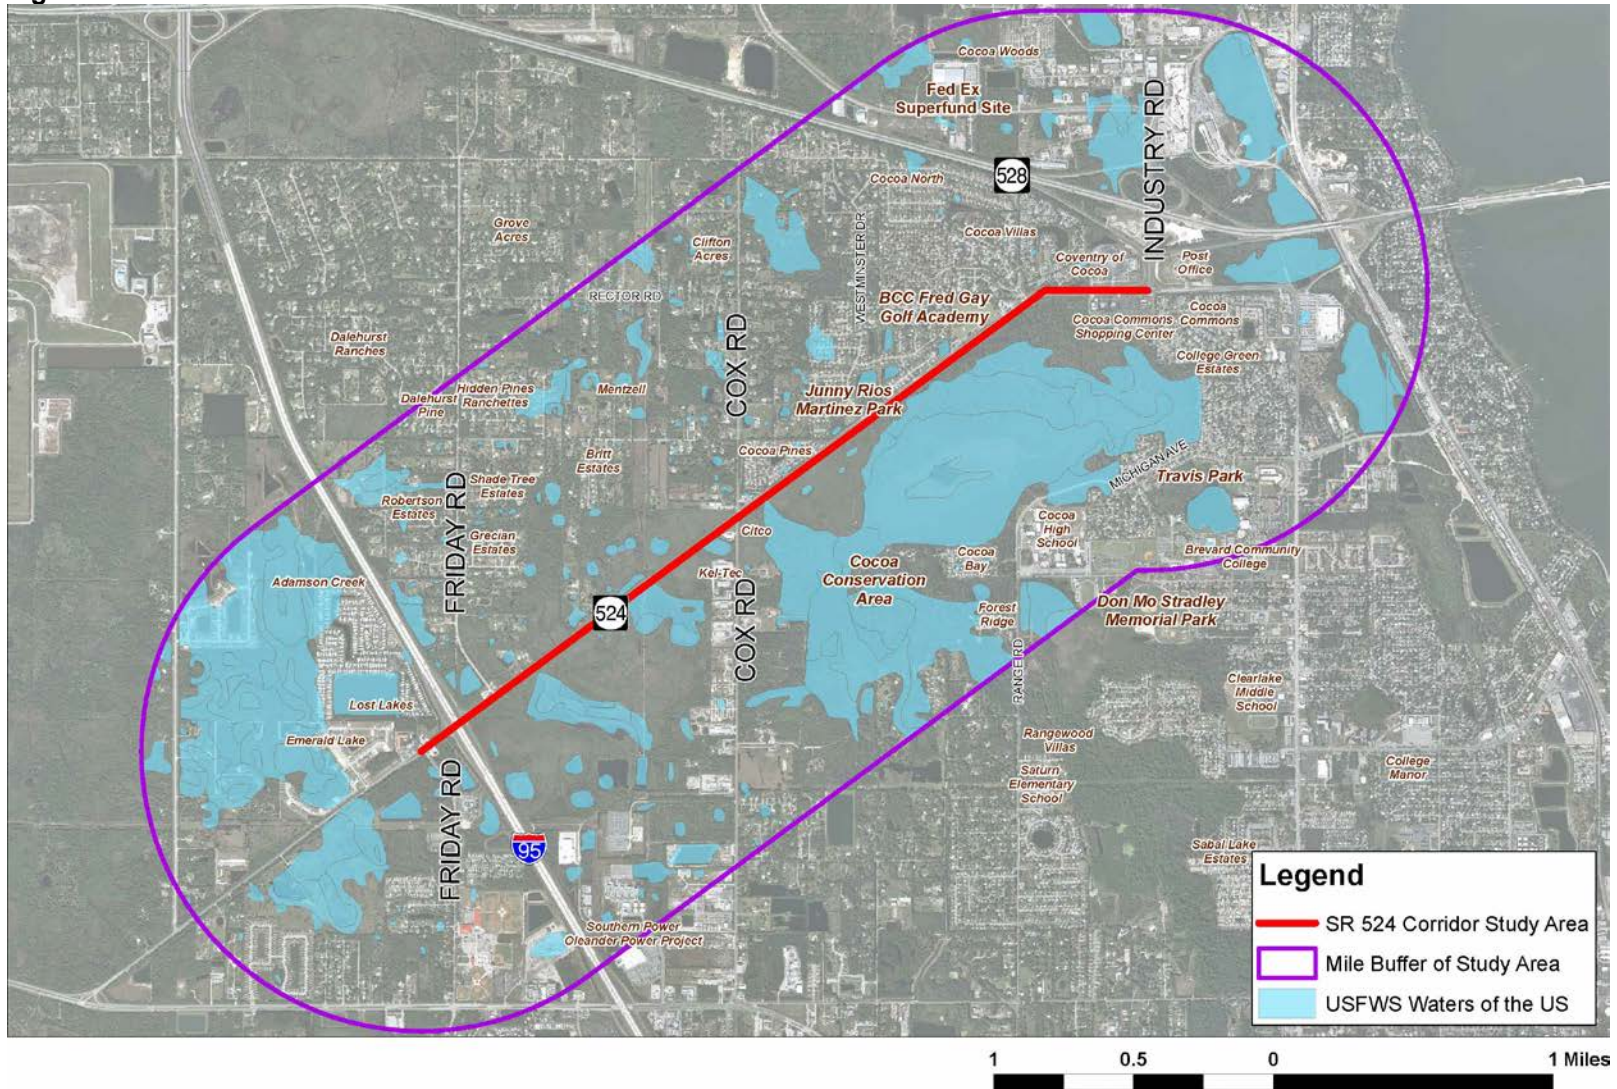 Cocoa Woods
Fed Ex
Superfund Site
INDUSTRY RD
528
Cocoa North
Grove
Acres
Clifton
Acres
WESTMINSTER DR
Cocoa Villas
Coventry of
Cocoa
Post
Office
RECTOR RD
BCC Fred Gay
Golf Academy
Cocoa Commons
Shopping Center
Cocoa
Commons
Dalehurst
Ranches
COX RD
College Green
Estates
Dalehurst
Pine
Hidden Pines
Ranchettes
Mentzell
Junny Rios
Martinez Park
Cocoa Pines
Britt
Estates
MICHIGAN AVE
Travis Park
Shade Tree
Estates
Robertson
Estates
FRIDAY RD
Grecian
Estates
Citco
Cocoa
High
School
Cocoa
Bay
Brevard Community
College
Cocoa
Conservation
Area
Kel-Tec
Adamson Creek
524
COX RD
Forest
Ridge
Don Mo Stradley
Memorial Park
RANGE RD
Clearlake
Middle
School
Lost Lakes
Emerald Lake
Rangewood
Villas
Saturn
Elementary
School
College
Manor
FRIDAY RD
95
Sabal Lake
Estates
Southern Power
Oleander Power Project
Legend
SR 524 Corridor Study Area
Mile Buffer of Study Area
USFWS Waters of the US
1 0.5 0 1 Miles